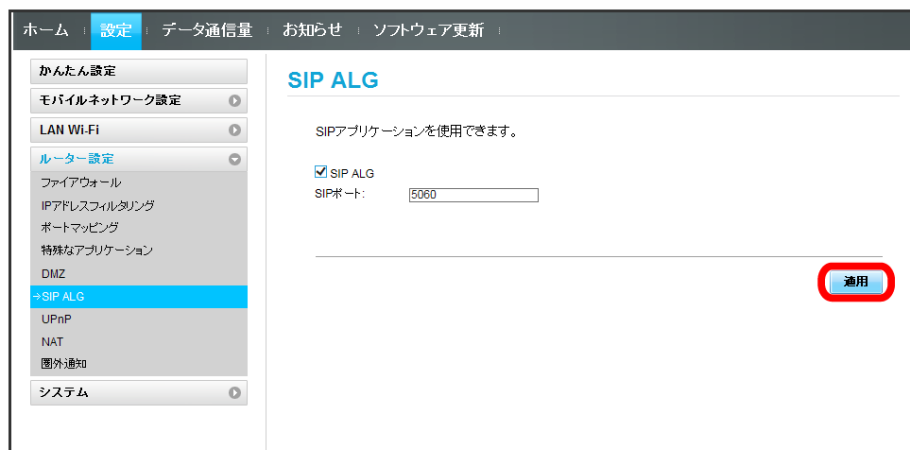 ホーム 設定 データ通信量 お知らせ ソフトウェア更新
かんたん設定
モバイルネットワーク設定
LAN Wi-Fi
ルーター設定
ファイアウォール
IPアドレスフィルタリング
ポートマッピング
特殊なアプリケーション
DMZ
→SIP ALG
UPnP
NAT
圏外通知
システム
SIP ALG
SIPアプリケーションを使用できます。
SIP ALG
SIPポート: 5060
適用